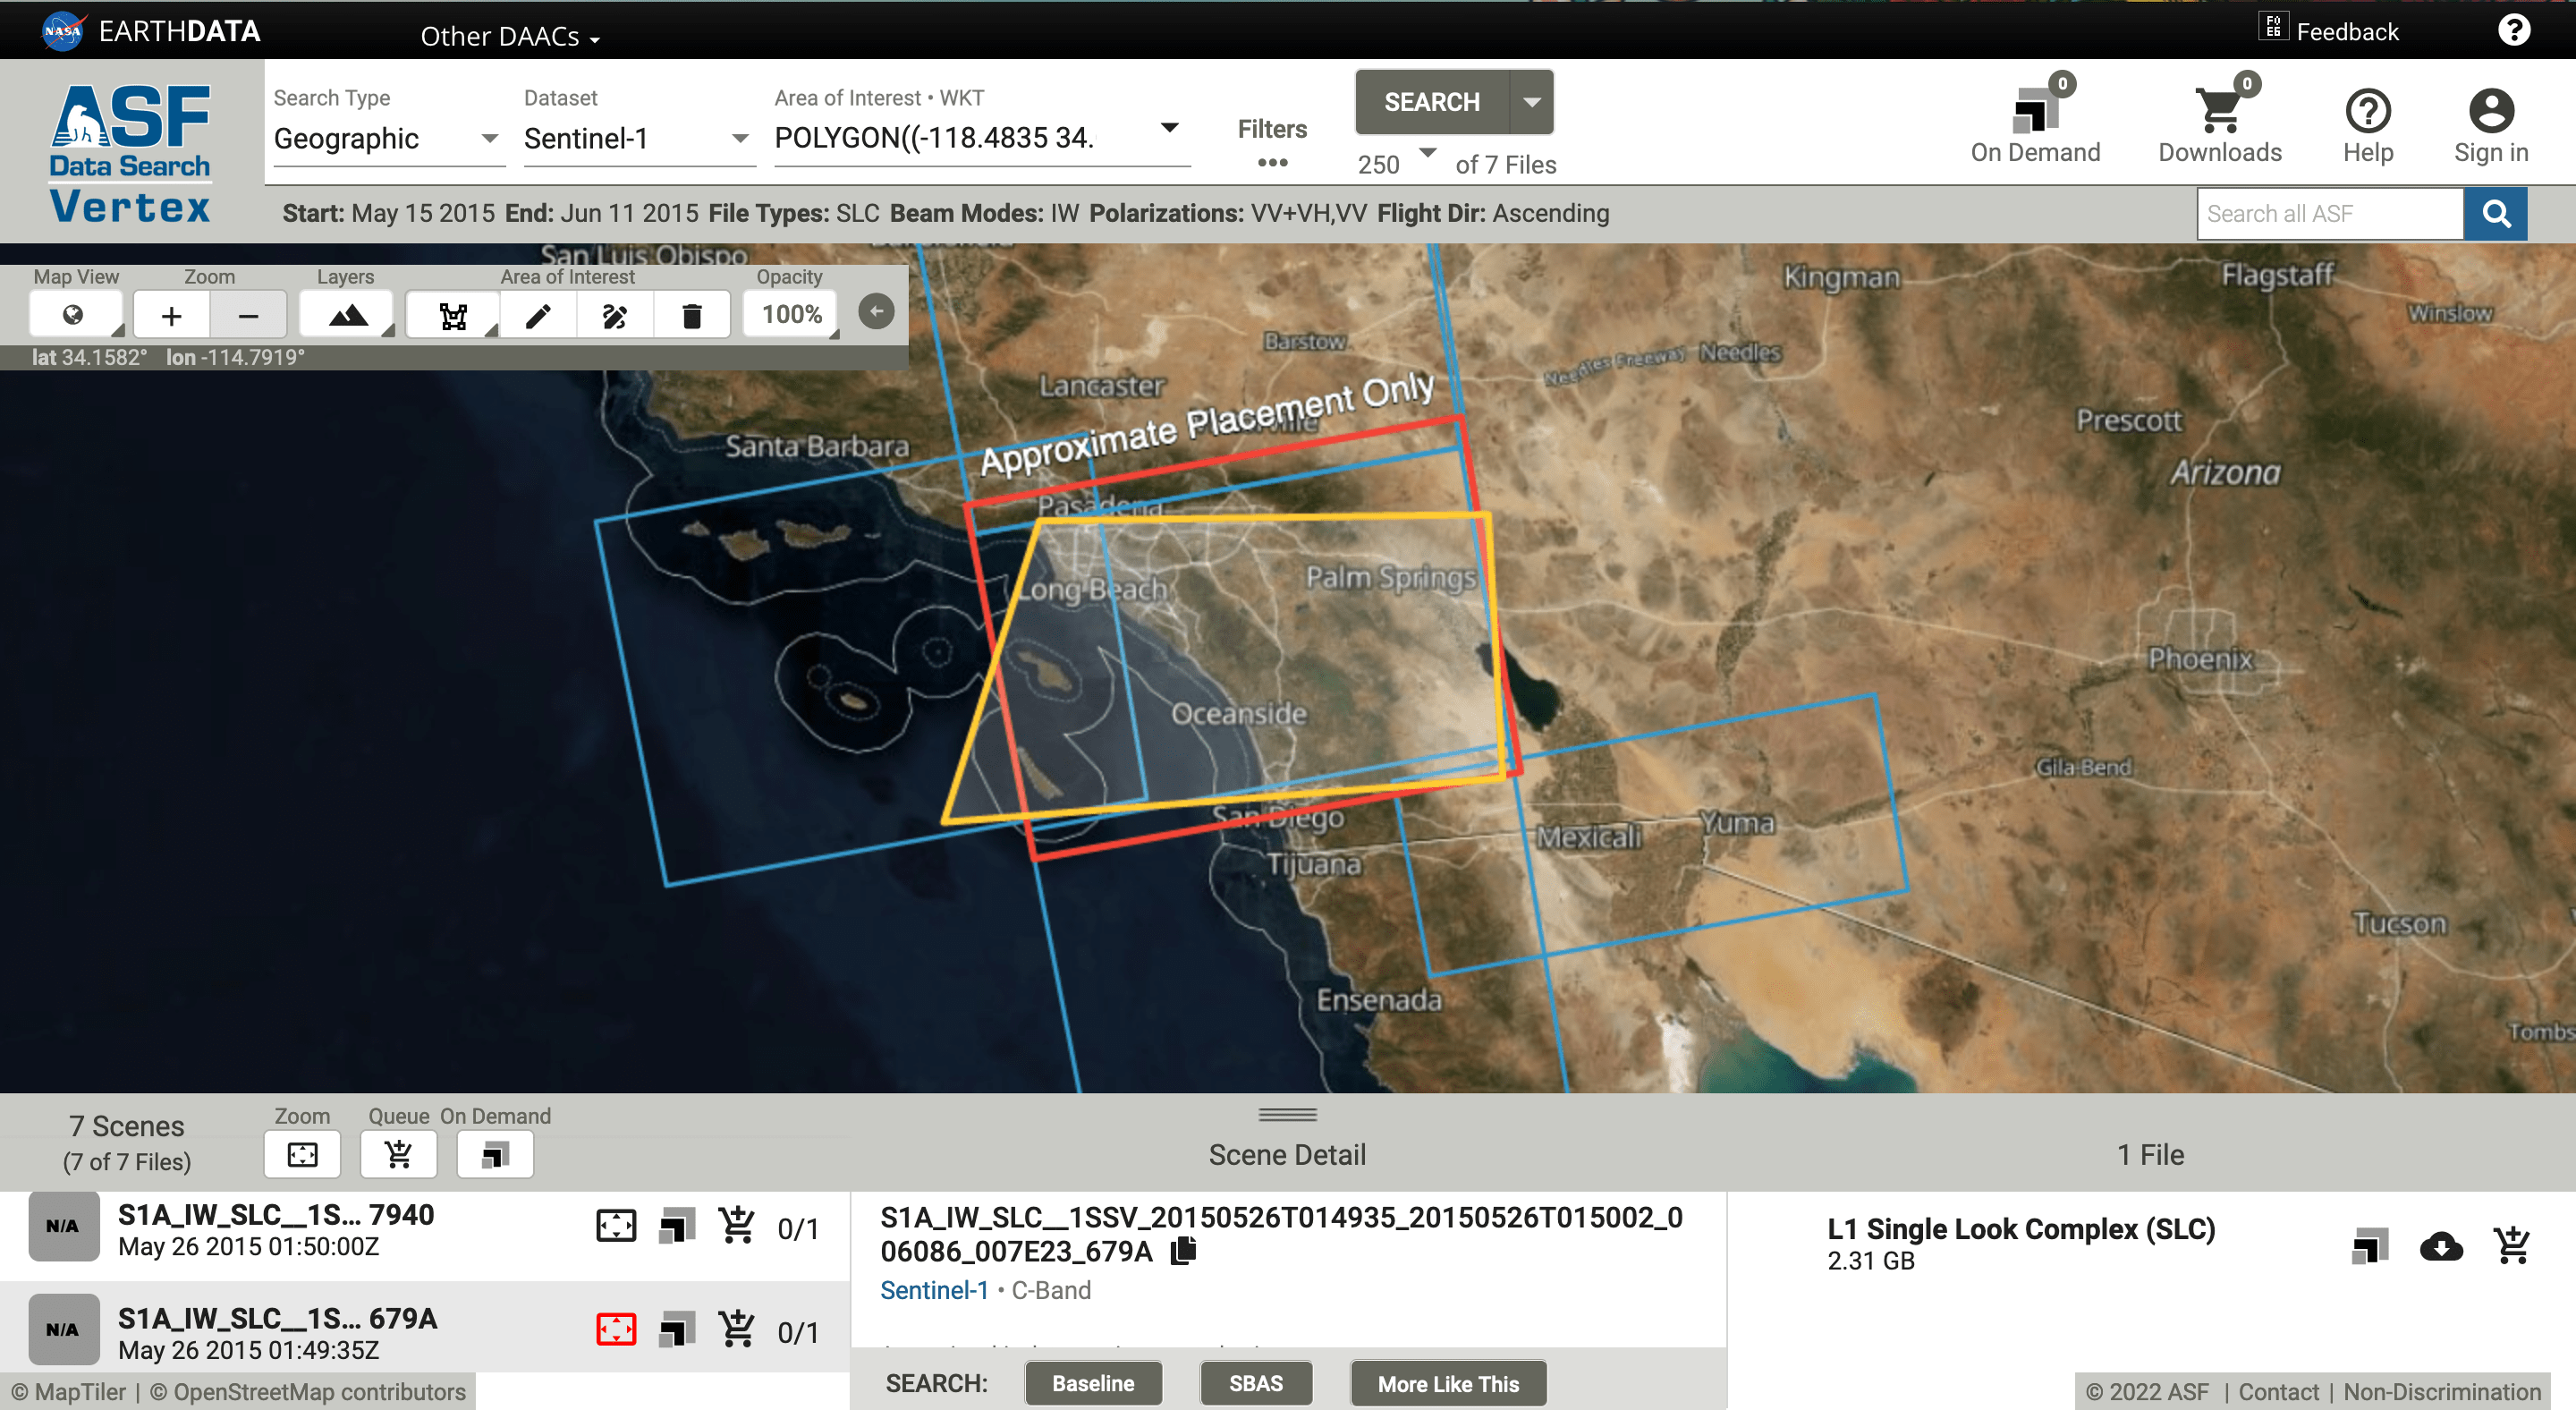 NASA EARTHDATA Other DAACs Feedback
ASF
Data Search
Vertex
Search Type Dataset Area of Interest • WKT
Geographic Sentinel-1 POLYGON((-118.4835 34.
Filters
SEARCH
250 of 7 Files
0 0
On Demand Downloads Help Sign in
Start: May 15 2015 End: Jun 11 2015 File Types: SLC Beam Modes: IW Polarizations: VV+VH,VV Flight Dir: Ascending
Search all ASF
San Luis Obispo
Map View Zoom Layers Area of Interest Opacity
100%
lat 34.1582° lon -114.7919°
Kingman
Flagstaff
Winslow
Barstow
Needles Freeway Needles
Lancaster
Approximate Placement Only
Prescott
Santa Barbara
Arizona
Pasadena
Long Beach
Palm Springs
Phoenix
Oceanside
Gila Bend
San Diego
Mexicali
Yuma
Tijuana
Tucson
Ensenada
Tombs
7 Scenes
(7 of 7 Files)
Zoom Queue On Demand
Scene Detail
1 File
N/A
S1A_IW_SLC__1S... 7940
May 26 2015 01:50:00Z
0/1
N/A
S1A_IW_SLC__1S... 679A
May 26 2015 01:49:35Z
0/1
S1A_IW_SLC__1SSV_20150526T014935_20150526T015002_0
06086_007E23_679A
Sentinel-1 • C-Band
SEARCH: Baseline SBAS More Like This
L1 Single Look Complex (SLC)
2.31 GB
© MapTiler | © OpenStreetMap contributors
© 2022 ASF | Contact | Non-Discrimination